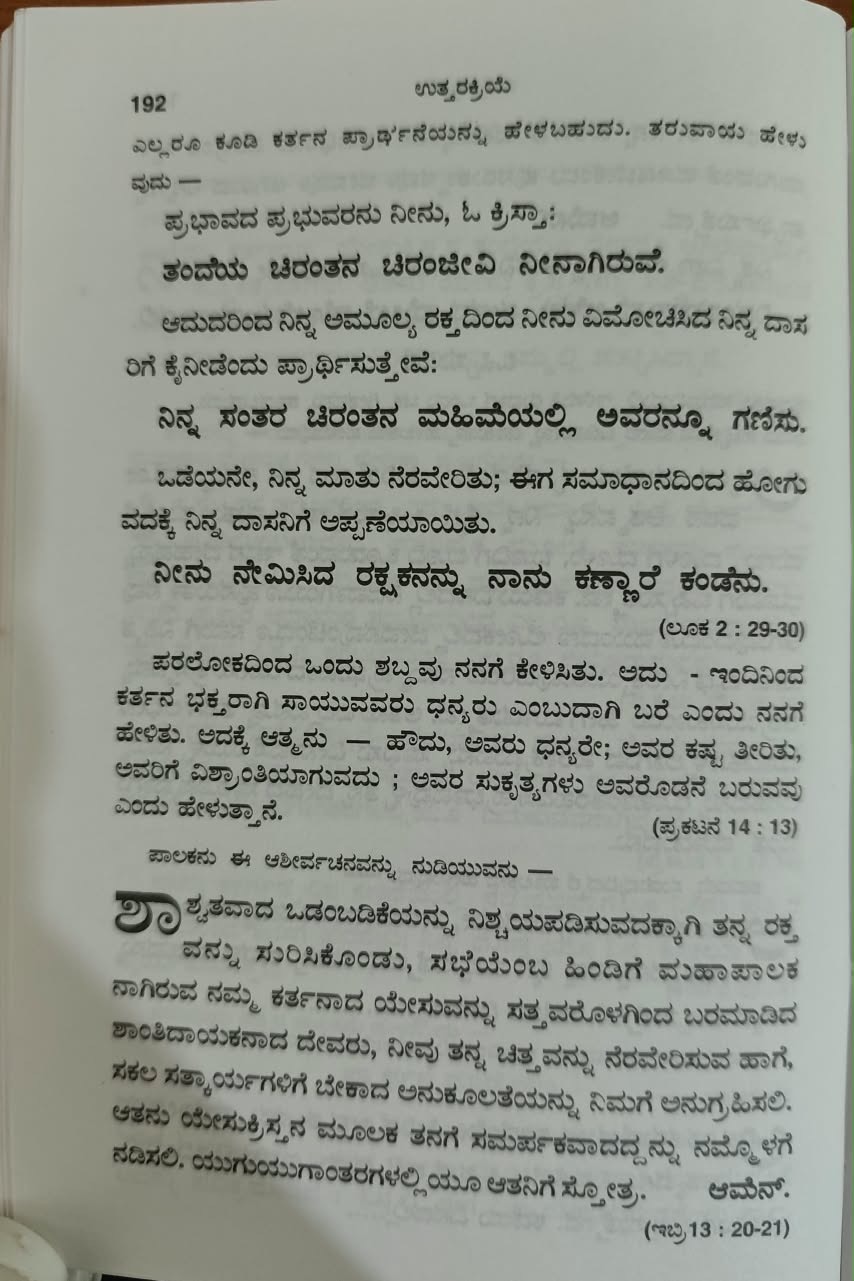 192
ಉತ್ತರಕ್ರಿಯೆ
ಎಲ್ಲರೂ ಕೂಡಿ ಕರ್ತನ ಪ್ರಾರ್ಥನೆಯನ್ನು ಹೇಳಬಹುದು. ತರುವಾಯ ಹೇಳು
ವುದು —
ಪ್ರಭಾವದ ಪ್ರಭುವರನು ನೀನು, ಓ ಕ್ರಿಸ್ತಾ:
ತಂದೆಯ ಚಿರಂತನ ಚಿರಂಜೀವಿ ನೀನಾಗಿರುವೆ.
ಆದುದರಿಂದ ನಿನ್ನ ಅಮೂಲ್ಯ ರಕ್ತದಿಂದ ನೀನು ವಿಮೋಚಿಸಿದ ನಿನ್ನ ದಾಸ
ರಿಗೆ ಕೈನೀಡೆಂದು ಪ್ರಾರ್ಥಿಸುತ್ತೇವೆ:
ನಿನ್ನ ಸಂತರ ಚಿರಂತನ ಮಹಿಮೆಯಲ್ಲಿ ಅವರನ್ನೂ ಗಣಿಸು.
ಒಡೆಯನೇ, ನಿನ್ನ ಮಾತು ನೆರವೇರಿತು; ಈಗ ಸಮಾಧಾನದಿಂದ ಹೋಗು
ವದಕ್ಕೆ ನಿನ್ನ ದಾಸನಿಗೆ ಅಪ್ಪಣೆಯಾಯಿತು.
ನೀನು ನೇಮಿಸಿದ ರಕ್ಷಕನನ್ನು ನಾನು ಕಣ್ಣಾರೆ ಕಂಡೆನು.
(ಲೂಕ 2 : 29-30)
ಪರಲೋಕದಿಂದ ಒಂದು ಶಬ್ದವು ನನಗೆ ಕೇಳಿಸಿತು. ಅದು - ಇಂದಿನಿಂದ
ಕರ್ತನ ಭಕ್ತರಾಗಿ ಸಾಯುವವರು ಧನ್ಯರು ಎಂಬುದಾಗಿ ಬರೆ ಎಂದು ನನಗೆ
ಹೇಳಿತು. ಅದಕ್ಕೆ ಆತ್ಮನು — ಹೌದು, ಅವರು ಧನ್ಯರೇ; ಅವರ ಕಷ್ಟ ತೀರಿತು,
ಅವರಿಗೆ ವಿಶ್ರಾಂತಿಯಾಗುವದು ; ಅವರ ಸುಕೃತ್ಯಗಳು ಅವರೊಡನೆ ಬರುವವು
ಎಂದು ಹೇಳುತ್ತಾನೆ.
(ಪ್ರಕಟನೆ 14 : 13)
ಪಾಲಕನು ಈ ಆಶೀರ್ವಚನವನ್ನು ನುಡಿಯುವನು —
ಶಾಶ್ವತವಾದ ಒಡಂಬಡಿಕೆಯನ್ನು ನಿಶ್ಚಯಪಡಿಸುವದಕ್ಕಾಗಿ ತನ್ನ ರಕ್ತ
ವನ್ನು ಸುರಿಸಿಕೊಂಡು, ಸಭೆಯೆಂಬ ಹಿಂಡಿಗೆ ಮಹಾಪಾಲಕ
ನಾಗಿರುವ ನಮ್ಮ ಕರ್ತನಾದ ಯೇಸುವನ್ನು ಸತ್ತವರೊಳಗಿಂದ ಬರಮಾಡಿದ
ಶಾಂತಿದಾಯಕನಾದ ದೇವರು, ನೀವು ತನ್ನ ಚಿತ್ತವನ್ನು ನೆರವೇರಿಸುವ ಹಾಗೆ,
ಸಕಲ ಸತ್ಕಾರ್ಯಗಳಿಗೆ ಬೇಕಾದ ಅನುಕೂಲತೆಯನ್ನು ನಿಮಗೆ ಅನುಗ್ರಹಿಸಲಿ.
ಆತನು ಯೇಸುಕ್ರಿಸ್ತನ ಮೂಲಕ ತನಗೆ ಸಮರ್ಪಕವಾದದ್ದನ್ನು ನಮ್ಮೊಳಗೆ
ನಡಿಸಲಿ. ಯುಗುಯುಗಾಂತರಗಳಲ್ಲಿಯೂ ಆತನಿಗೆ ಸ್ತೋತ್ರ. ಆಮೆನ್.
(ಇಬ್ರಿ 13 : 20-21)